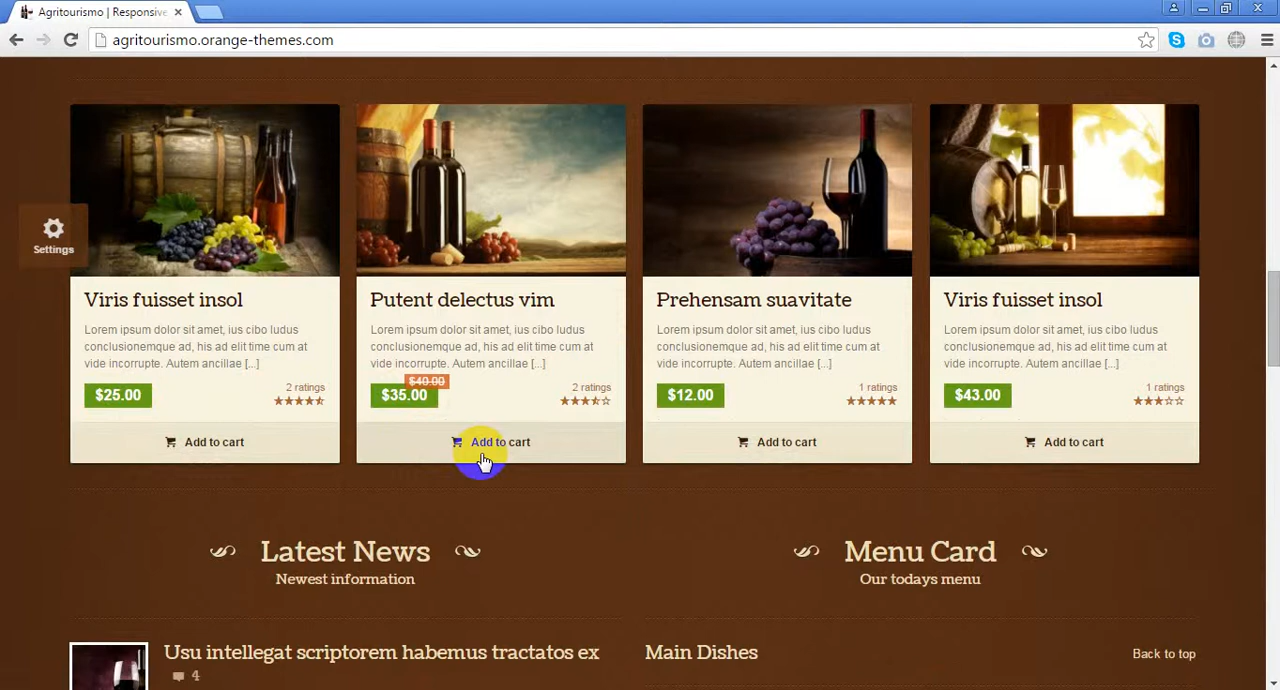 Agritourismo | Responsive
agritourismo.orange-themes.com
Settings
Viris fuisset insol
Lorem ipsum dolor sit amet, ius cibo ludus
conclusionemque ad, his ad elit time cum at
vide incorrupte. Autem ancillae [...]
$25.00
2 ratings
Add to cart
Putent delectus vim
Lorem ipsum dolor sit amet, ius cibo ludus
conclusionemque ad, his ad elit time cum at
vide incorrupte. Autem ancillae [...]
$40.00
$35.00
2 ratings
Add to cart
Prehensam suavitate
Lorem ipsum dolor sit amet, ius cibo ludus
conclusionemque ad, his ad elit time cum at
vide incorrupte. Autem ancillae [...]
$12.00
1 ratings
Add to cart
Viris fuisset insol
Lorem ipsum dolor sit amet, ius cibo ludus
conclusionemque ad, his ad elit time cum at
vide incorrupte. Autem ancillae [...]
$43.00
1 ratings
Add to cart
Latest News
Newest information
Menu Card
Our todays menu
Usu intellegat scriptorem habemus tractatos ex
4
Main Dishes
Back to top